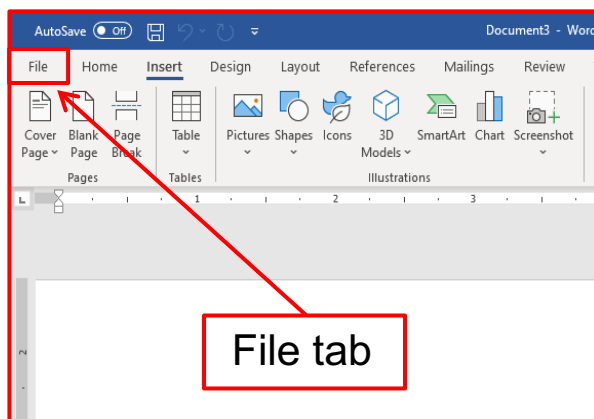 AutoSave Off Document3 - Word
File Home Insert Design Layout References Mailings Review
Cover Page Blank Page Page Break Table Pictures Shapes Icons 3D Models SmartArt Chart Screenshot
Pages Tables Illustrations
L 1 2 3
File tab
2